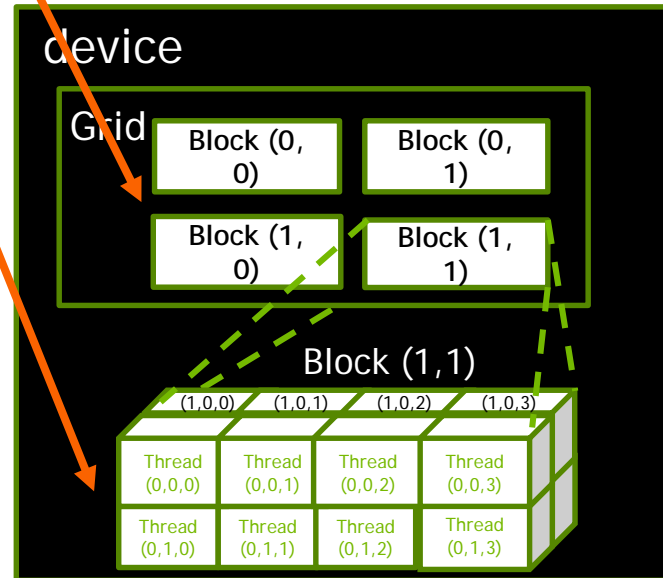 device
Grid
Block (0,
0)
Block (0,
1)
Block (1,
0)
Block (1,
1)
Block (1,1)
(1,0,0) (1,0,1) (1,0,2) (1,0,3)
Thread
(0,0,0)
Thread
(0,0,1)
Thread
(0,0,2)
Thread
(0,0,3)
Thread
(0,1,0)
Thread
(0,1,1)
Thread
(0,1,2)
Thread
(0,1,3)